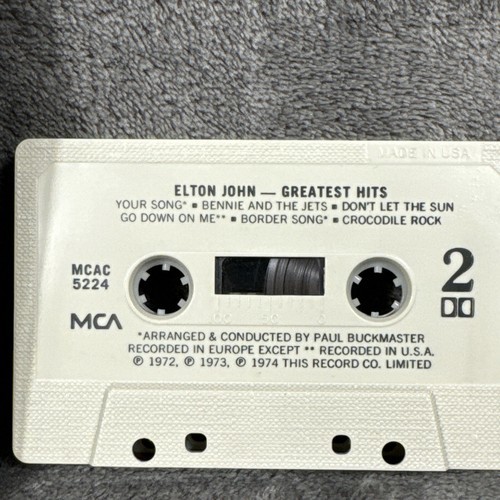 MADE IN USA
ELTON JOHN — GREATEST HITS
YOUR SONG* ■ BENNIE AND THE JETS ■ DON'T LET THE SUN
GO DOWN ON ME** ■ BORDER SONG* ■ CROCODILE ROCK
MCAC
5224
2
MCA
*ARRANGED & CONDUCTED BY PAUL BUCKMASTER
RECORDED IN EUROPE EXCEPT ** RECORDED IN U.S.A.
℗ 1972, ℗ 1973, ℗ 1974 THIS RECORD CO. LIMITED